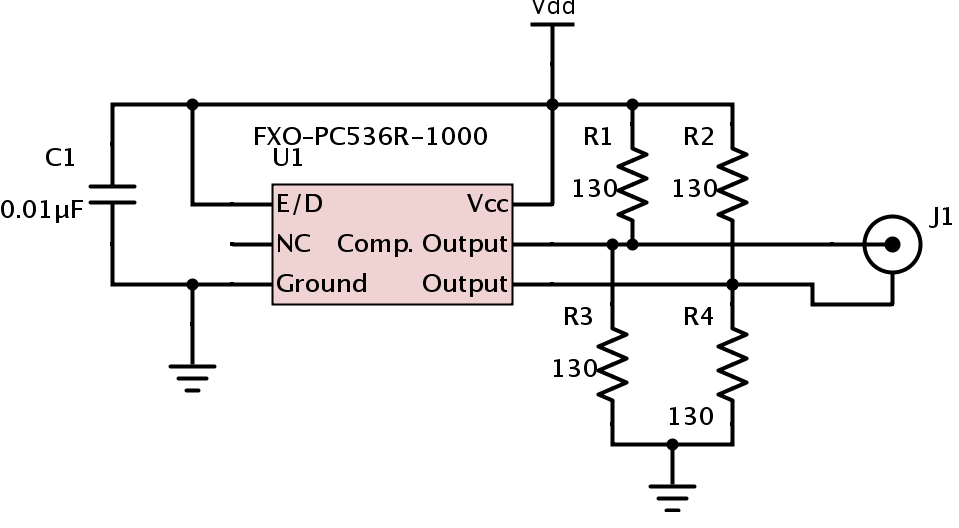 Vdd
FXO-PC536R-1000
U1
R1
R2
C1
130
130
0.01µF
E/D
Vcc
J1
NC
Comp. Output
Ground
Output
R3
R4
130
130